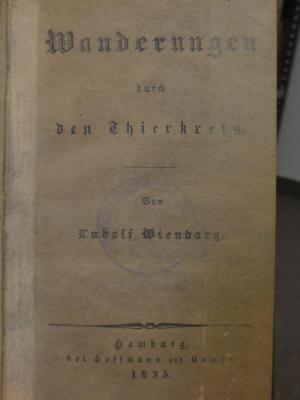 Wanderungen
durch
den Thierkreis.
Von
Ludolf Wienbarg.
Hamburg,
bei Hoffmann und Campe.
1835.